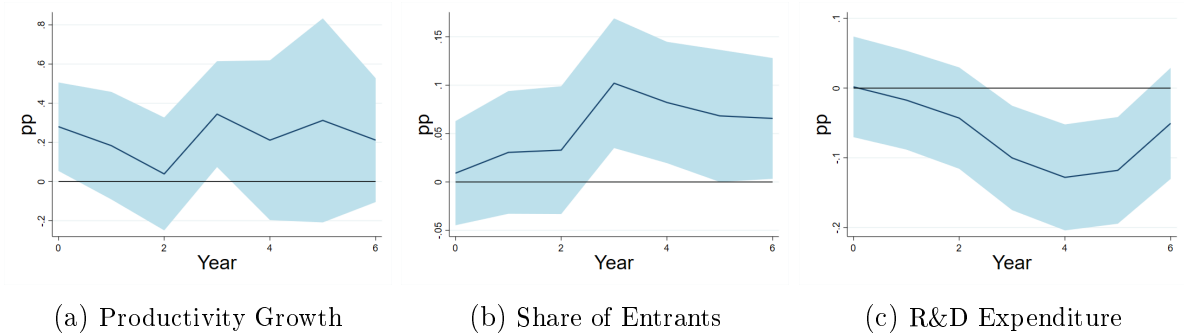 .8
.6
.4
.2
0
-.2
pp
0 2 4 6
Year
(a) Productivity Growth
.15
.1
.05
0
-.05
pp
0 2 4 6
Year
(b) Share of Entrants
.1
0
-.1
-.2
pp
0 2 4 6
Year
(c) R&D Expenditure